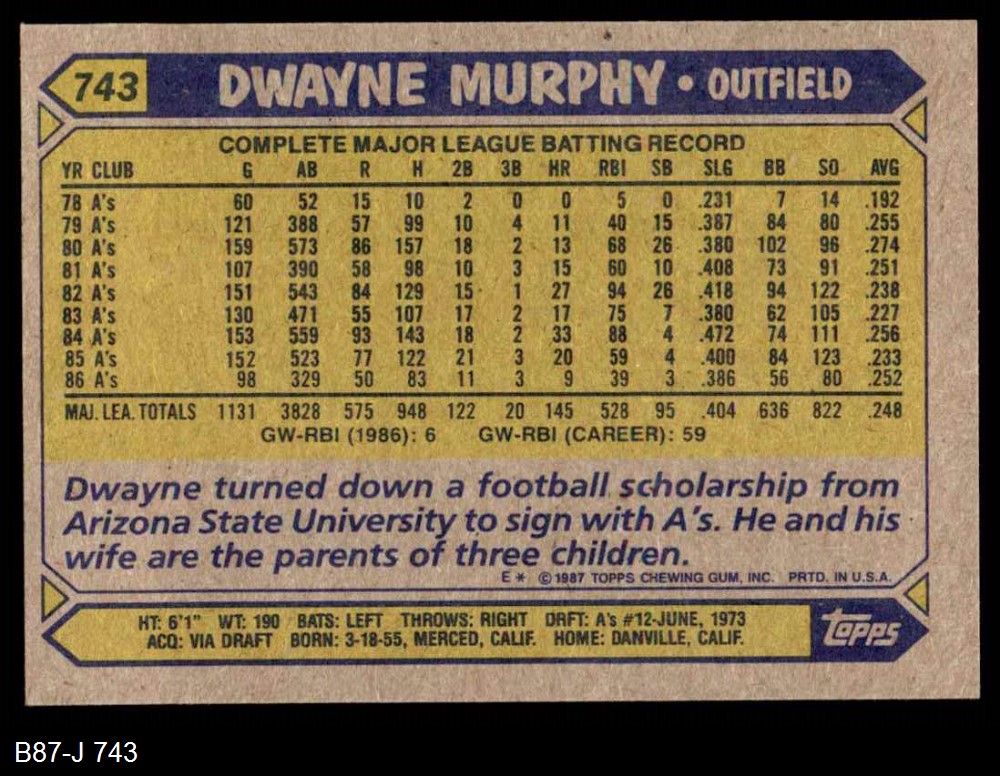 743 DWAYNE MURPHY • OUTFIELD
COMPLETE MAJOR LEAGUE BATTING RECORD
YR CLUB G AB R H 2B 3B HR RBI SB SLG BB SO AVG
78 A's 60 52 15 10 2 0 0 5 0 .231 7 14 .192
79 A's 121 388 57 99 10 4 11 40 15 .387 84 80 .255
80 A's 159 573 86 157 18 2 13 68 26 .380 102 96 .274
81 A's 107 390 58 98 10 3 15 60 10 .408 73 91 .251
82 A's 151 543 84 129 15 1 27 94 26 .418 94 122 .238
83 A's 130 471 55 107 17 2 17 75 7 .380 62 105 .227
84 A's 153 559 93 143 18 2 33 88 4 .472 74 111 .256
85 A's 152 523 77 122 21 3 20 59 4 .400 84 123 .233
86 A's 98 329 50 83 11 3 9 39 3 .386 56 80 .252
MAJ. LEA. TOTALS 1131 3828 575 948 122 20 145 528 95 .404 636 822 .248
GW-RBI (1986): 6 GW-RBI (CAREER): 59
Dwayne turned down a football scholarship from
Arizona State University to sign with A's. He and his
wife are the parents of three children.
E * © 1987 TOPPS CHEWING GUM, INC. PRTD. IN U.S.A.
HT: 6'1" WT: 190 BATS: LEFT THROWS: RIGHT DRFT: A's #12-JUNE, 1973
ACQ: VIA DRAFT BORN: 3-18-55, MERCED, CALIF. HOME: DANVILLE, CALIF.
topps
B87-J 743